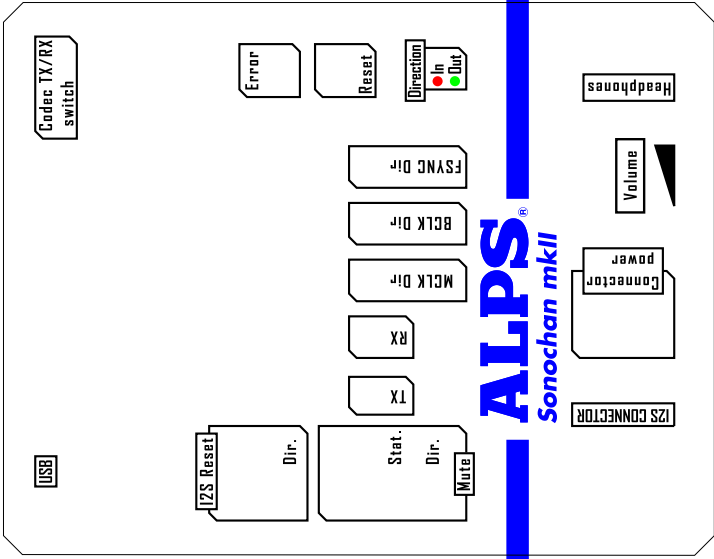 Codec TX/RX
switch
Error
Reset
Direction
In
Out
Headphones
FSYNC Dir
Volume
BCLK Dir
ALPS®
Sonochan mkII
MCLK Dir
Connector
power
RX
TX
I2S CONNECTOR
USB
I2S Reset
Dir.
Stat.
Dir.
Mute